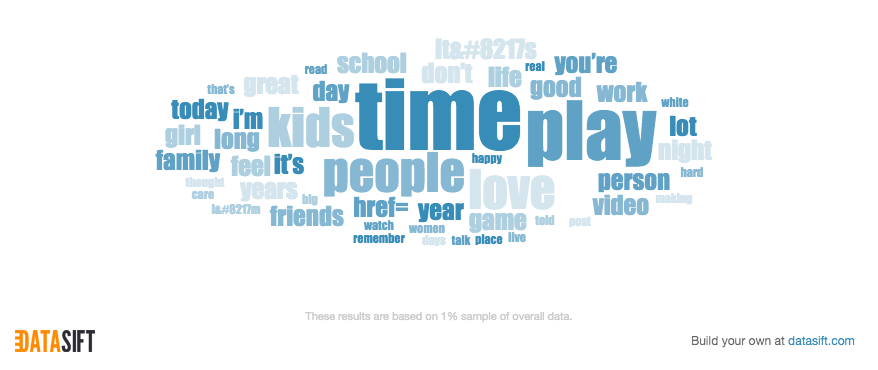 It&#8217;s
school don't life real you're
read
that's great day good work
today i'm time white
kids play lot
girl long night
family feel it's people happy hard
thought years love person
care big
i&#8217;m friends href= year game video making
watch women told post
remember days talk place live
These results are based on 1% sample of overall data.
DATASIFT
Build your own at datasift.com